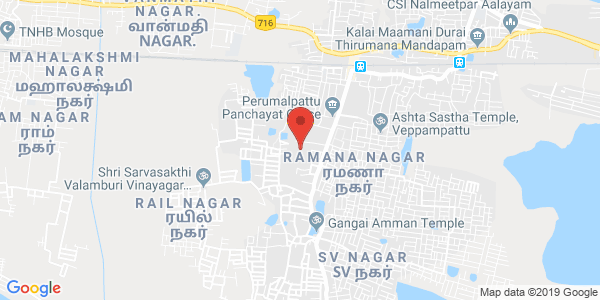 NAGAR
வான்மதி
NAGAR.
TNHB Mosque
716
CSI Nalmeetpar Aalayam
Kalai Maamani Durai
Thirumana Mandapam
MAHALAKSHMI
NAGAR
மஹாலக்ஷ்மி
நகர்
Perumalpattu
Panchayat
Ashta Sastha Temple,
Veppampattu
AM NAGAR
ராம்
நகர்
RAMANA NAGAR
ரமணா
நகர்
Shri Sarvasakthi
Valamburi Vinayagar...
RAIL NAGAR
ரயில்
நகர்
Gangai Amman Temple
SV NAGAR
SV நகர்
Google
Map data ©2019 Google